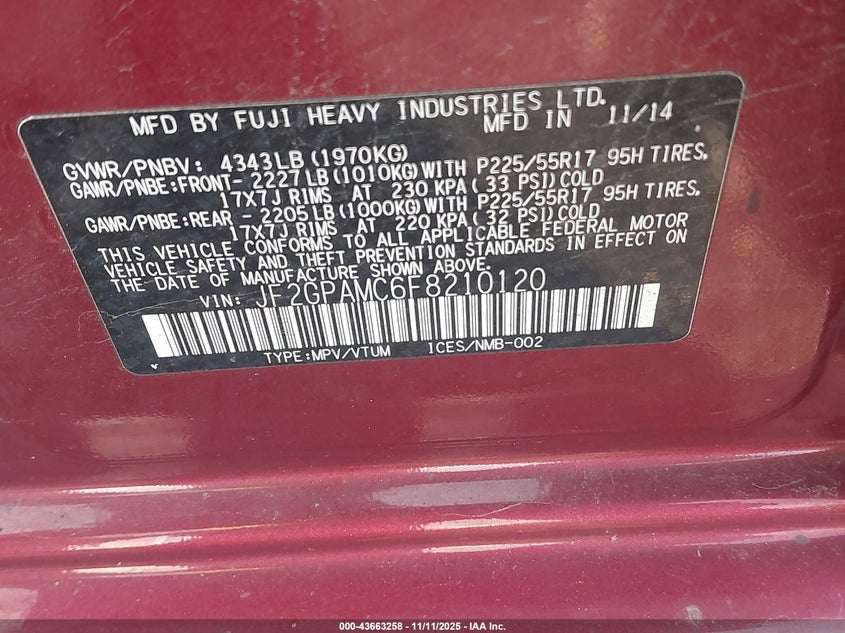 MFD BY FUJI HEAVY INDUSTRIES LTD.
MFD IN 11/14
GVWR/PNBV: 4343LB (1970KG)
GAWR/PNBE:FRONT- 2227LB (1010KG)WITH P225/55R17 95H TIRES,
17X7J RIMS AT 230 KPA(33 PSI)COLD
GAWR/PNBE:REAR - 2205LB(1000KG)WITH P225/55R17 95H TIRES,
17X7J RIMS AT 220 KPA(32 PSI)COLD
THIS VEHICLE CONFORMS TO ALL APPLICABLE FEDERAL MOTOR
VEHICLE SAFETY AND THEFT PREVENTION STANDARDS IN EFFECT ON
THE DATE OF MANUFACTURE SHOWN ABOVE.
VIN: JF2GPAMC6F8210120
TYPE:MPV/VTUM ICES/NMB-002
000-43663258 - 11/11/2025 - IAA Inc.